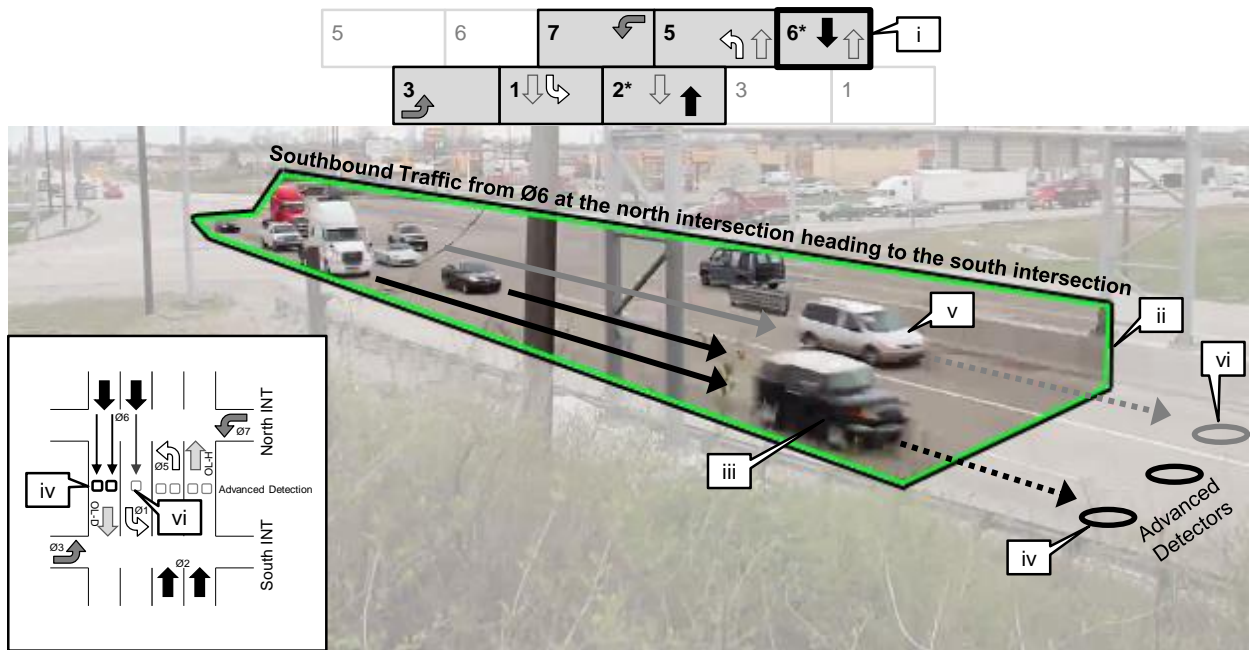 5 6 7 5 6* i
3 1 2* 3 1
Southbound Traffic from Ø6 at the north intersection heading to the south intersection
v
ii
vi
iii
iv
Advanced
Detectors
Ø6
Ø7
North INT
Ø5
OL-H
iv
Advanced Detection
OL-D
Ø1
vi
Ø3
Ø2
South INT